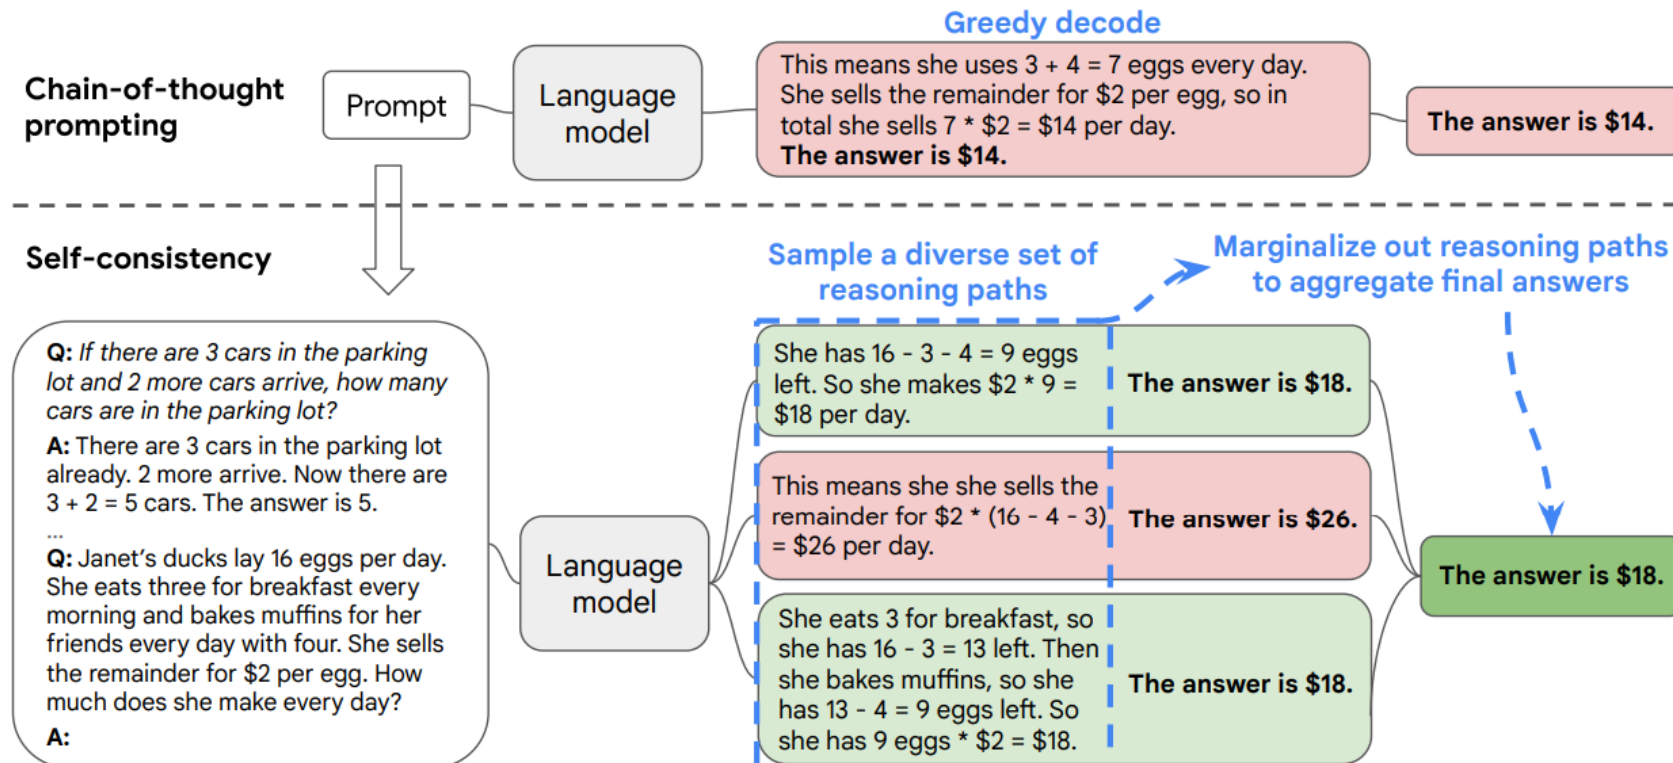 Greedy decode
Chain-of-thought
prompting
Prompt
Language
model
This means she uses 3 + 4 = 7 eggs every day.
She sells the remainder for $2 per egg, so in
total she sells 7 * $2 = $14 per day.
The answer is $14.
The answer is $14.
Self-consistency
Sample a diverse set of
reasoning paths
Marginalize out reasoning paths
to aggregate final answers
Q: If there are 3 cars in the parking
lot and 2 more cars arrive, how many
cars are in the parking lot?
A: There are 3 cars in the parking lot
already. 2 more arrive. Now there are
3 + 2 = 5 cars. The answer is 5.
...
Q: Janet's ducks lay 16 eggs per day.
She eats three for breakfast every
morning and bakes muffins for her
friends every day with four. She sells
the remainder for $2 per egg. How
much does she make every day?
A:
Language
model
She has 16 - 3 - 4 = 9 eggs
left. So she makes $2 * 9 =
$18 per day.
The answer is $18.
This means she she sells the
remainder for $2 * (16 - 4 - 3)
= $26 per day.
The answer is $26.
She eats 3 for breakfast, so
she has 16 - 3 = 13 left. Then
she bakes muffins, so she
has 13 - 4 = 9 eggs left. So
she has 9 eggs * $2 = $18.
The answer is $18.
The answer is $18.